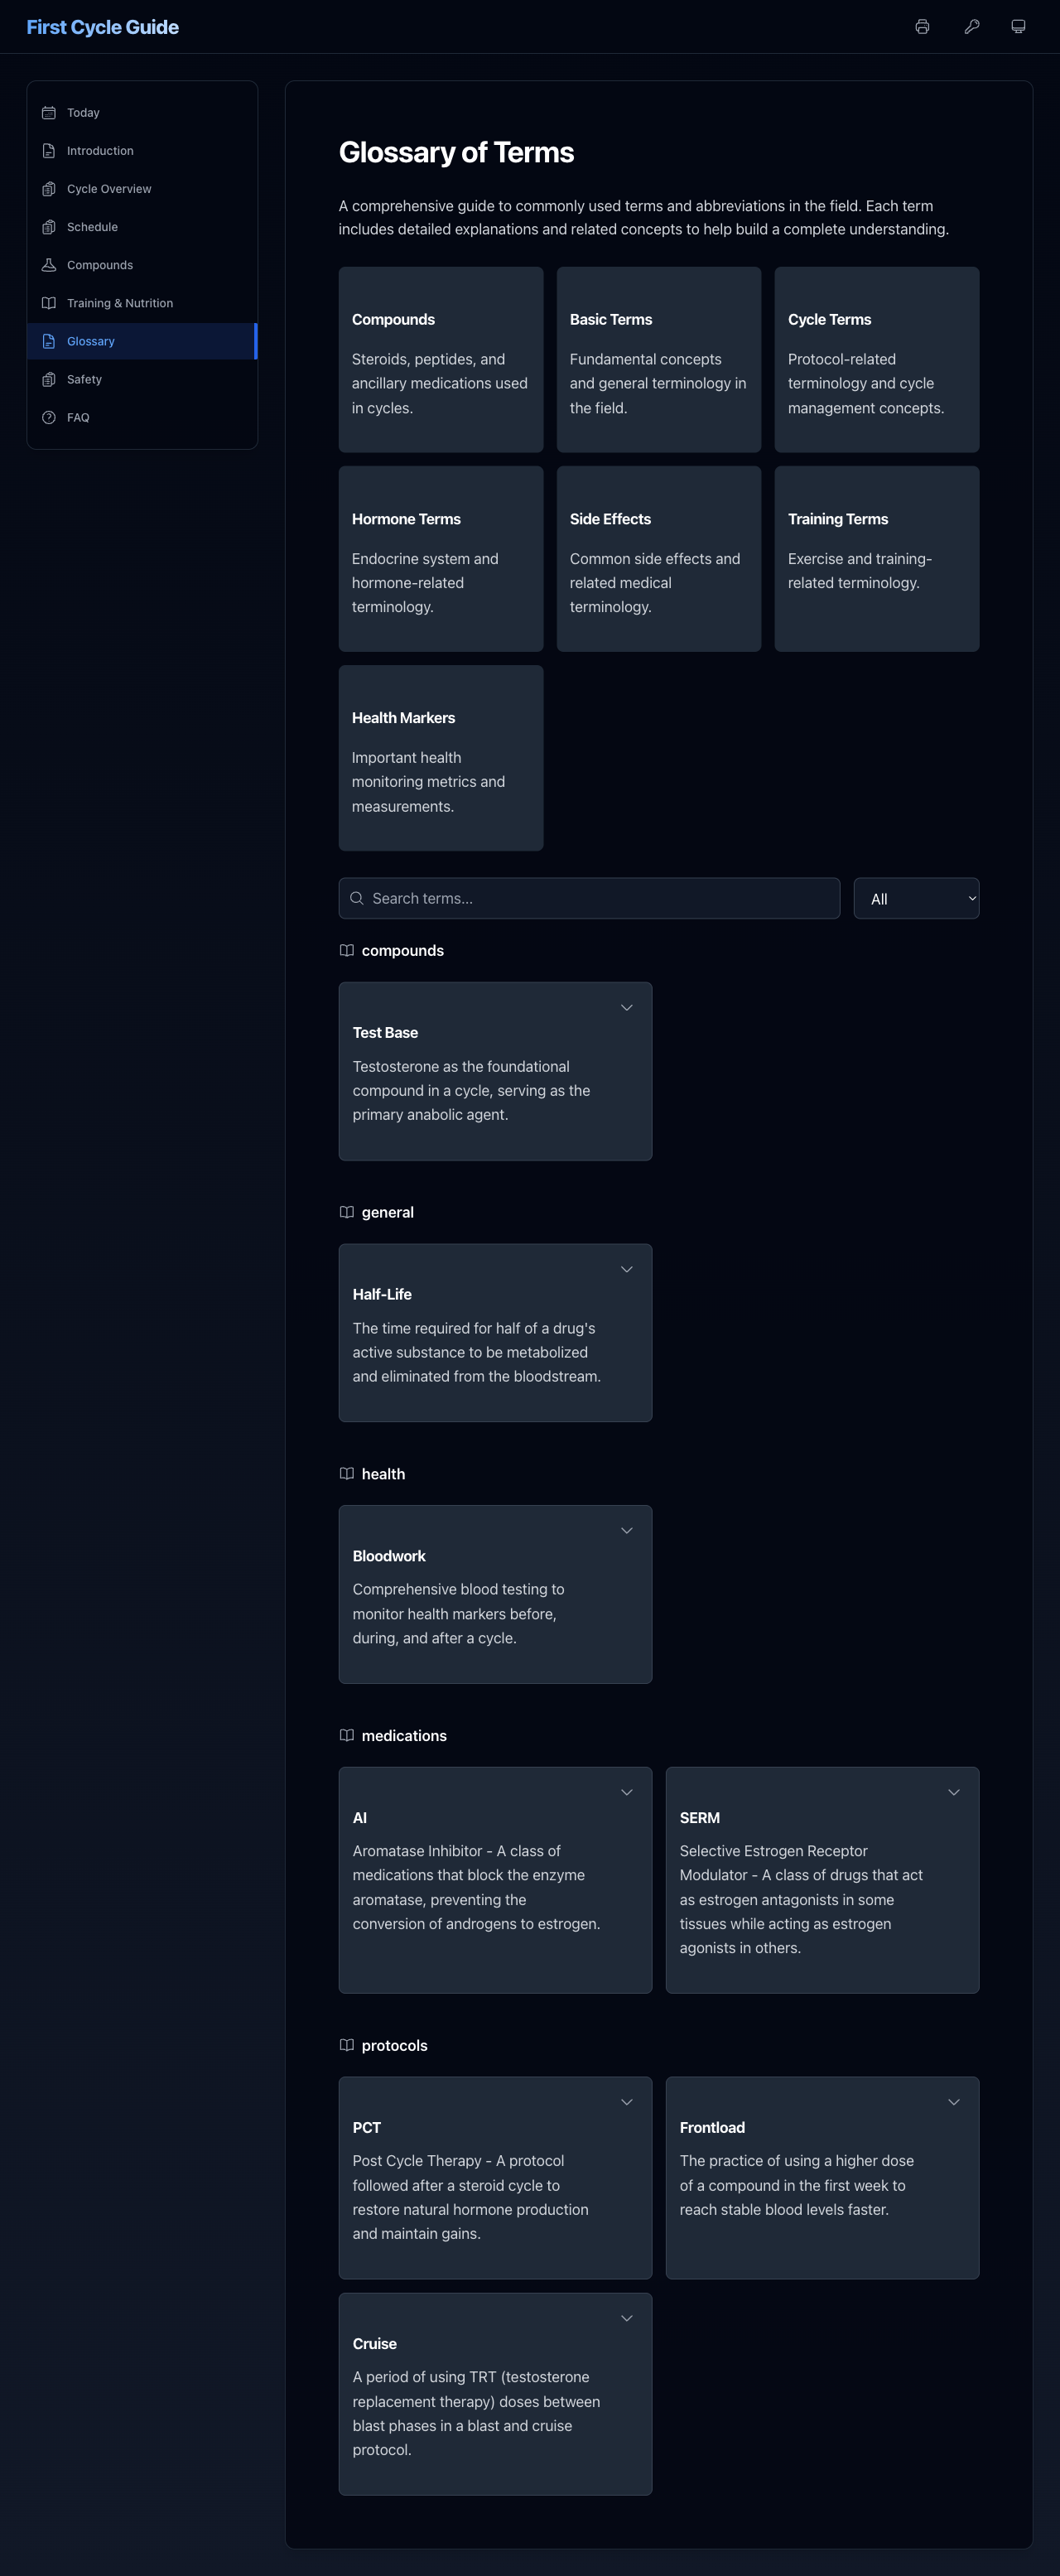 First Cycle Guide
Today
Introduction
Cycle Overview
Schedule
Compounds
Training & Nutrition
Glossary
Safety
FAQ
Glossary of Terms
A comprehensive guide to commonly used terms and abbreviations in the field. Each term
includes detailed explanations and related concepts to help build a complete understanding.
Compounds
Steroids, peptides, and
ancillary medications used
in cycles.
Basic Terms
Fundamental concepts
and general terminology in
the field.
Cycle Terms
Protocol-related
terminology and cycle
management concepts.
Hormone Terms
Endocrine system and
hormone-related
terminology.
Side Effects
Common side effects and
related medical
terminology.
Training Terms
Exercise and training-
related terminology.
Health Markers
Important health
monitoring metrics and
measurements.
Search terms...
All
compounds
Test Base
Testosterone as the foundational
compound in a cycle, serving as the
primary anabolic agent.
general
Half-Life
The time required for half of a drug's
active substance to be metabolized
and eliminated from the bloodstream.
health
Bloodwork
Comprehensive blood testing to
monitor health markers before,
during, and after a cycle.
medications
AI
Aromatase Inhibitor - A class of
medications that block the enzyme
aromatase, preventing the
conversion of androgens to estrogen.
SERM
Selective Estrogen Receptor
Modulator - A class of drugs that act
as estrogen antagonists in some
tissues while acting as estrogen
agonists in others.
protocols
PCT
Post Cycle Therapy - A protocol
followed after a steroid cycle to
restore natural hormone production
and maintain gains.
Frontload
The practice of using a higher dose
of a compound in the first week to
reach stable blood levels faster.
Cruise
A period of using TRT (testosterone
replacement therapy) doses between
blast phases in a blast and cruise
protocol.